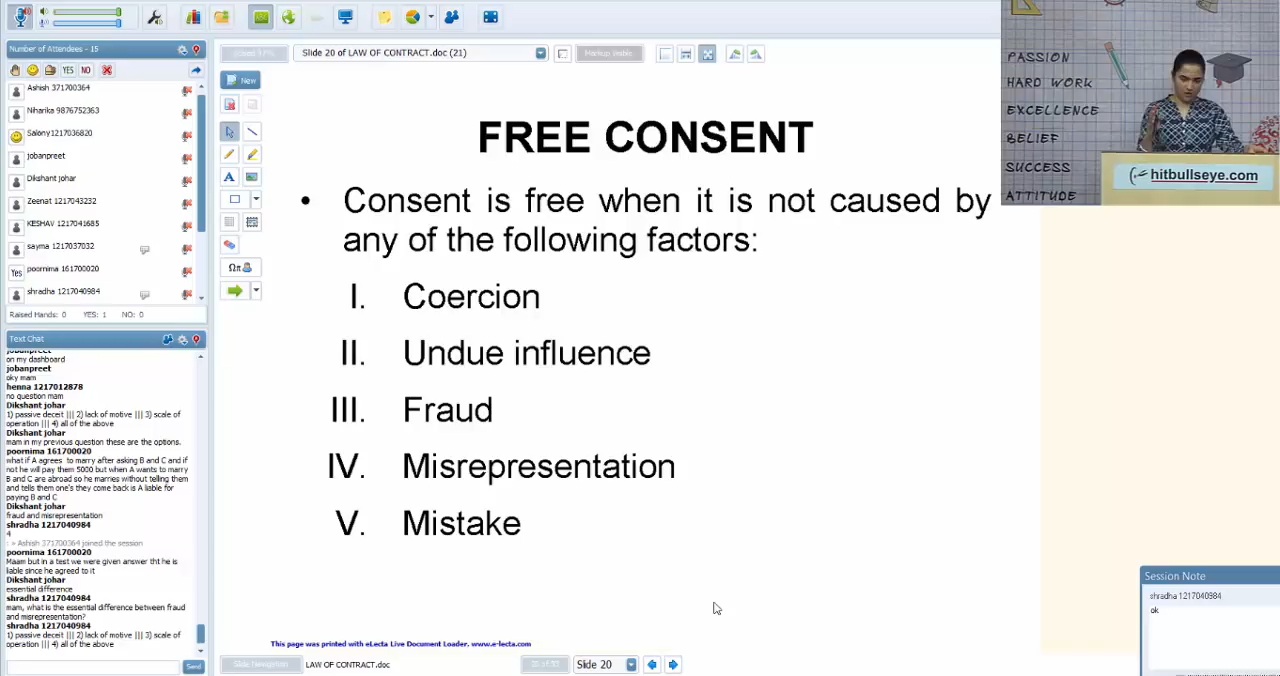 Number of Attendees - 15
YES
NO
Ashish 371700364
Niharika 9876752363
Salony1217036820
jobanpreet
Dikshant johar
Zeenat 1217043232
KESHAV 1217041685
sayma 1217037032
Yes
poornima 161700020
shradha 1217040984
Raised Hands: 0 YES: 1 NO: 0
Text Chat
jobanpreet
on my dashboard
jobanpreet
oky mam
henna 1217012878
no question mam
Dikshant johar
1) passive deceit ||| 2) lack of motive ||| 3) scale of
operation ||| 4) all of the above
Dikshant johar
mam in my previous question these are the options.
poornima 161700020
what if A agrees to marry after asking B and C and if
not he will pay them 5000 but when A wants to marry
B and C are abroad so he marries without telling them
and tells them one's they come back is A liable for
paying B and C
Dikshant johar
fraud and misrepresentation
shradha 1217040984
4
: > Ashish 371700364 joined the session
poornima 161700020
Maam but in a test we were given answer tht he is
liable since he agreed to it
Dikshant johar
essential difference
shradha 1217040984
mam, what is the essential difference between fraud
and misrepresentation?
shradha 1217040984
1) passive deceit ||| 2) lack of motive ||| 3) scale of
operation ||| 4) all of the above
Send
Slide 20 of LAW OF CONTRACT.doc (21)
Markup Visible
New
A
FREE CONSENT
• Consent is free when it is not caused by
any of the following factors:
I. Coercion
II. Undue influence
III. Fraud
IV. Misrepresentation
V. Mistake
This page was printed with eLecta Live Document Loader. www.e-lecta.com
Slide Navigation
LAW OF CONTRACT.doc
Slide 20
PASSION
HARD WORK
EXCELLENCE
BELIEF
SUCCESS
ATTITUDE
hitbullseye.com
Session Note
shradha 1217040984
ok